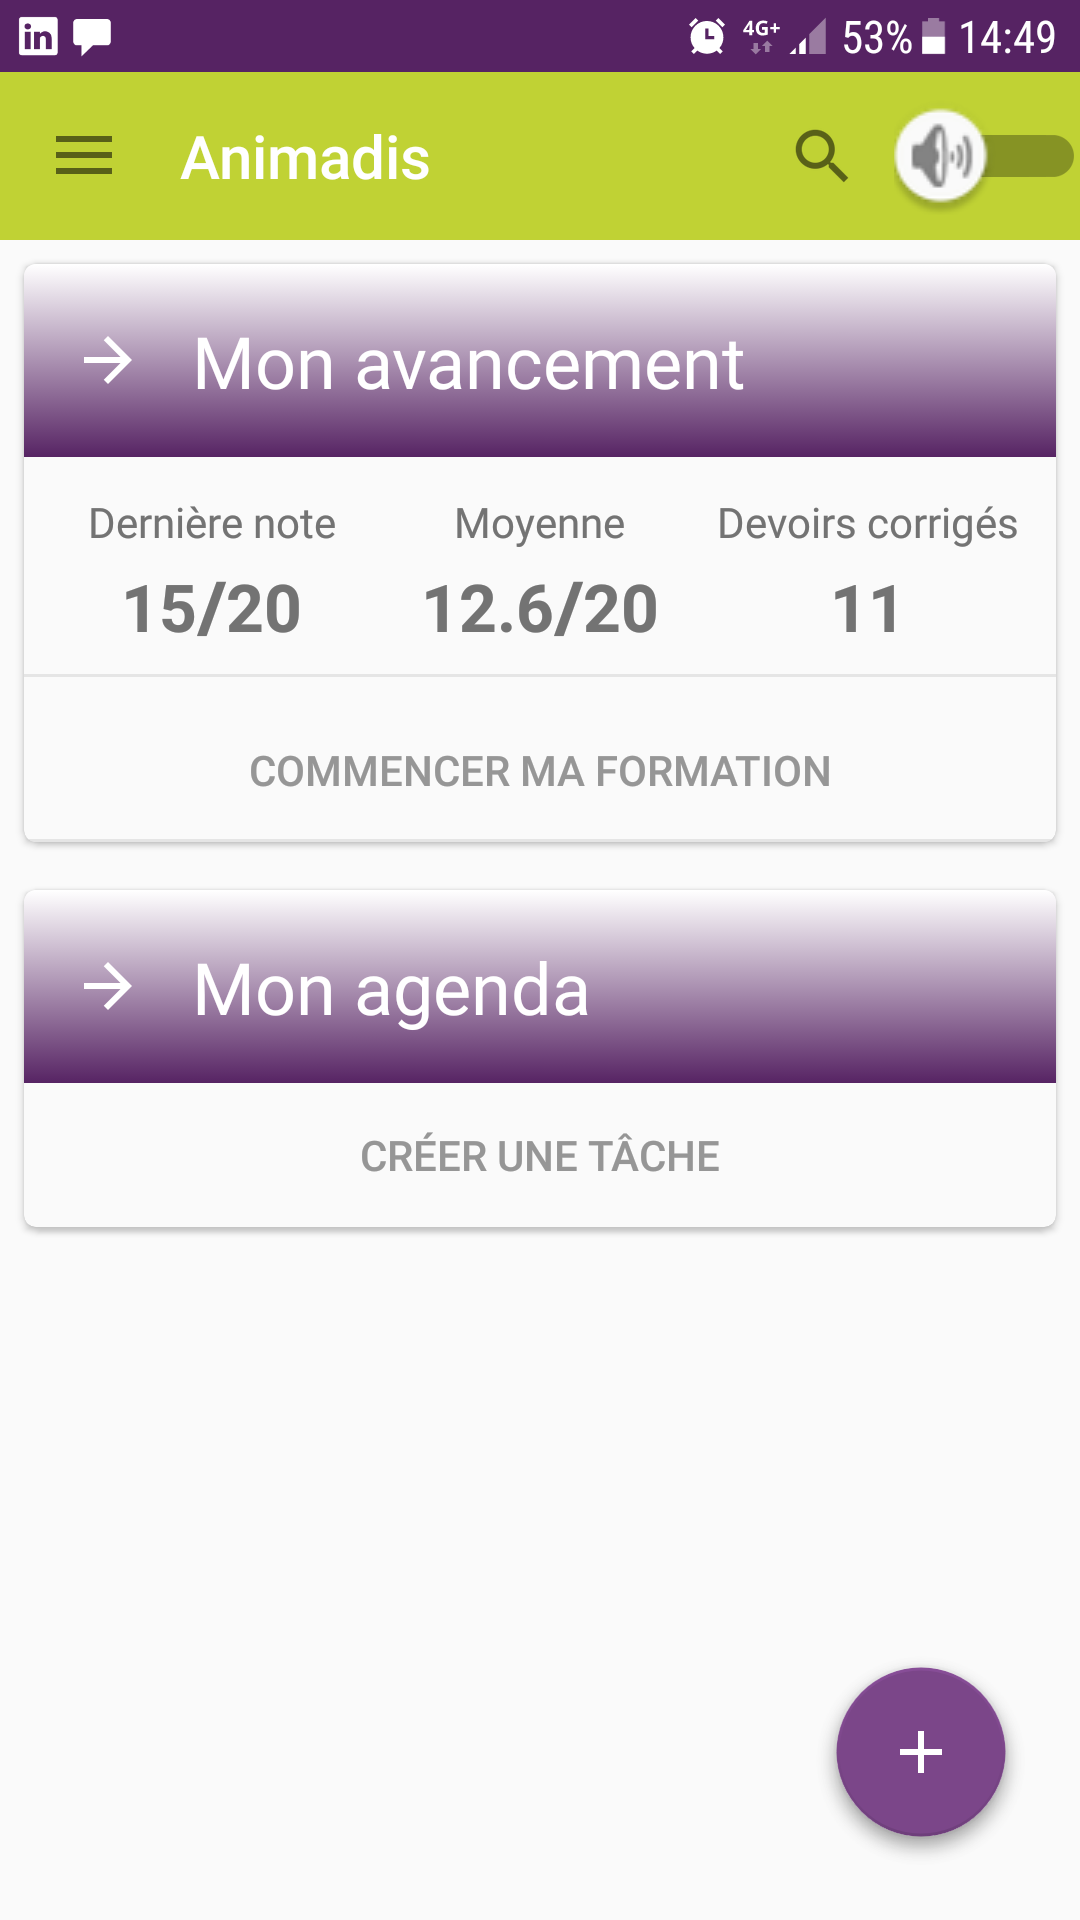 in 4G+ 53% 14:49
Animadis
Mon avancement
Dernière note Moyenne Devoirs corrigés
15/20 12.6/20 11
COMMENCER MA FORMATION
Mon agenda
CRÉER UNE TÂCHE